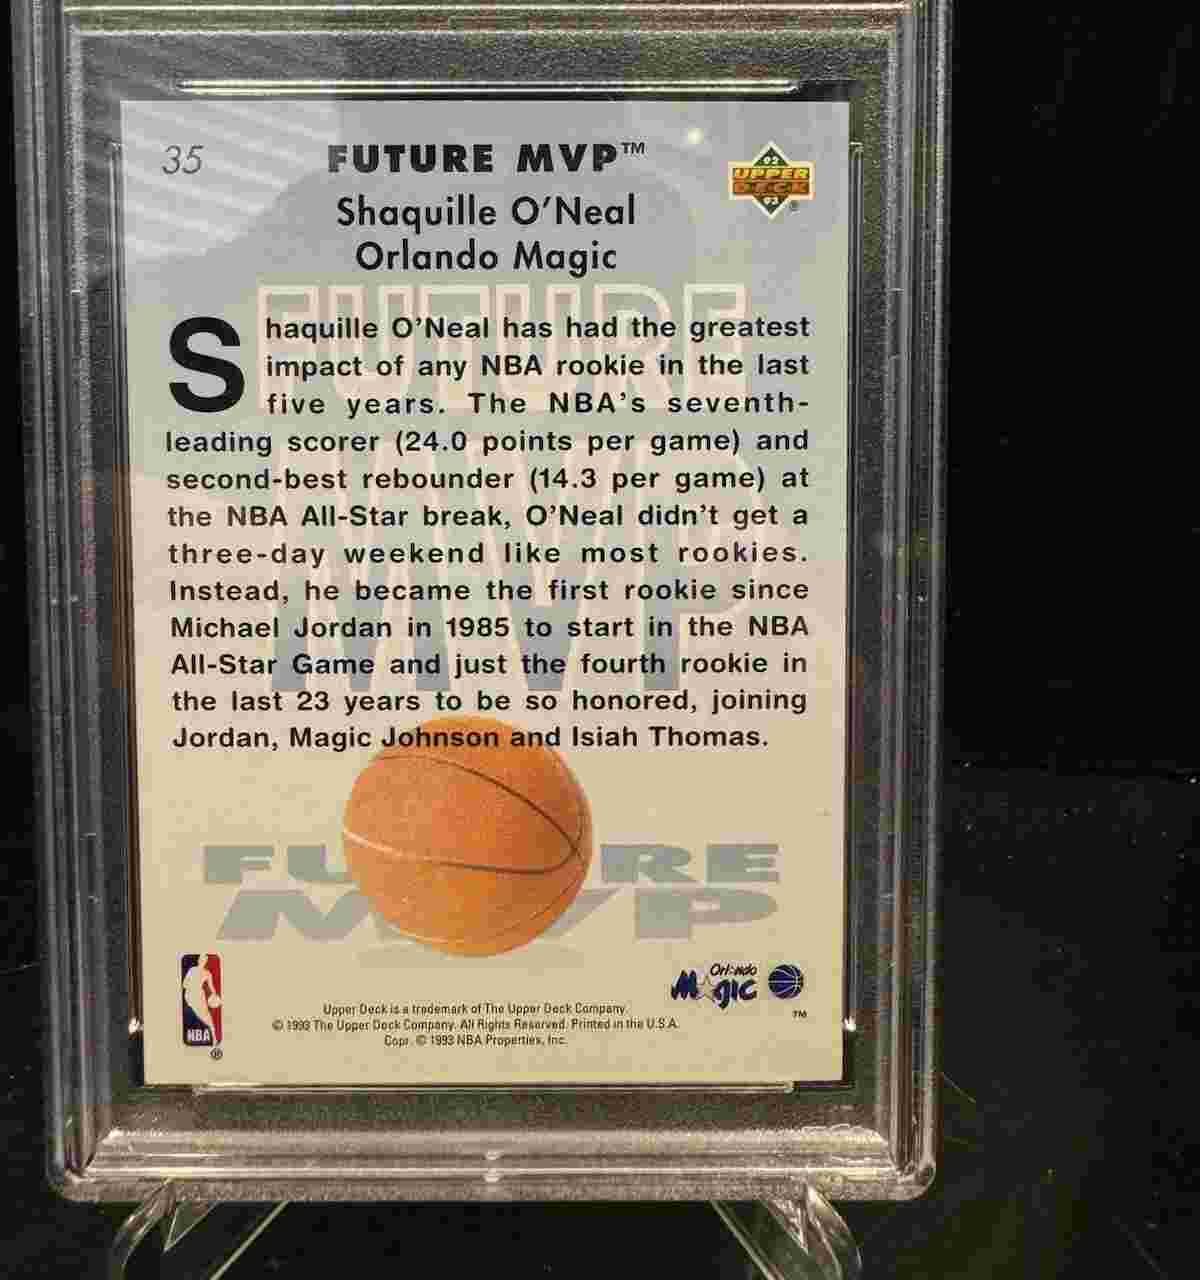 35
FUTURE MVP™
92
UPPER
DECK
93
®
Shaquille O'Neal
Orlando Magic
FUTURE
MVP
Shaquille O'Neal has had the greatest
impact of any NBA rookie in the last
five years. The NBA's seventh-
leading scorer (24.0 points per game) and
second-best rebounder (14.3 per game) at
the NBA All-Star break, O'Neal didn't get a
three-day weekend like most rookies.
Instead, he became the first rookie since
Michael Jordan in 1985 to start in the NBA
All-Star Game and just the fourth rookie in
the last 23 years to be so honored, joining
Jordan, Magic Johnson and Isiah Thomas.
FU RE
MVP
NBA
®
Orlando
Magic
TM
Upper Deck is a trademark of The Upper Deck Company.
© 1993 The Upper Deck Company. All Rights Reserved. Printed in the U.S.A.
Copr. © 1993 NBA Properties, Inc.